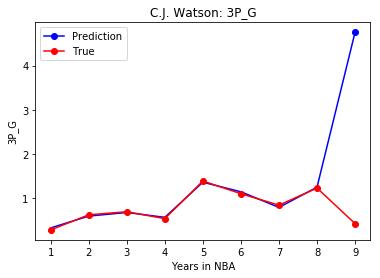 C.J. Watson: 3P_G
Prediction
True
3P_G
4
3
2
1
1 2 3 4 5 6 7 8 9
Years in NBA